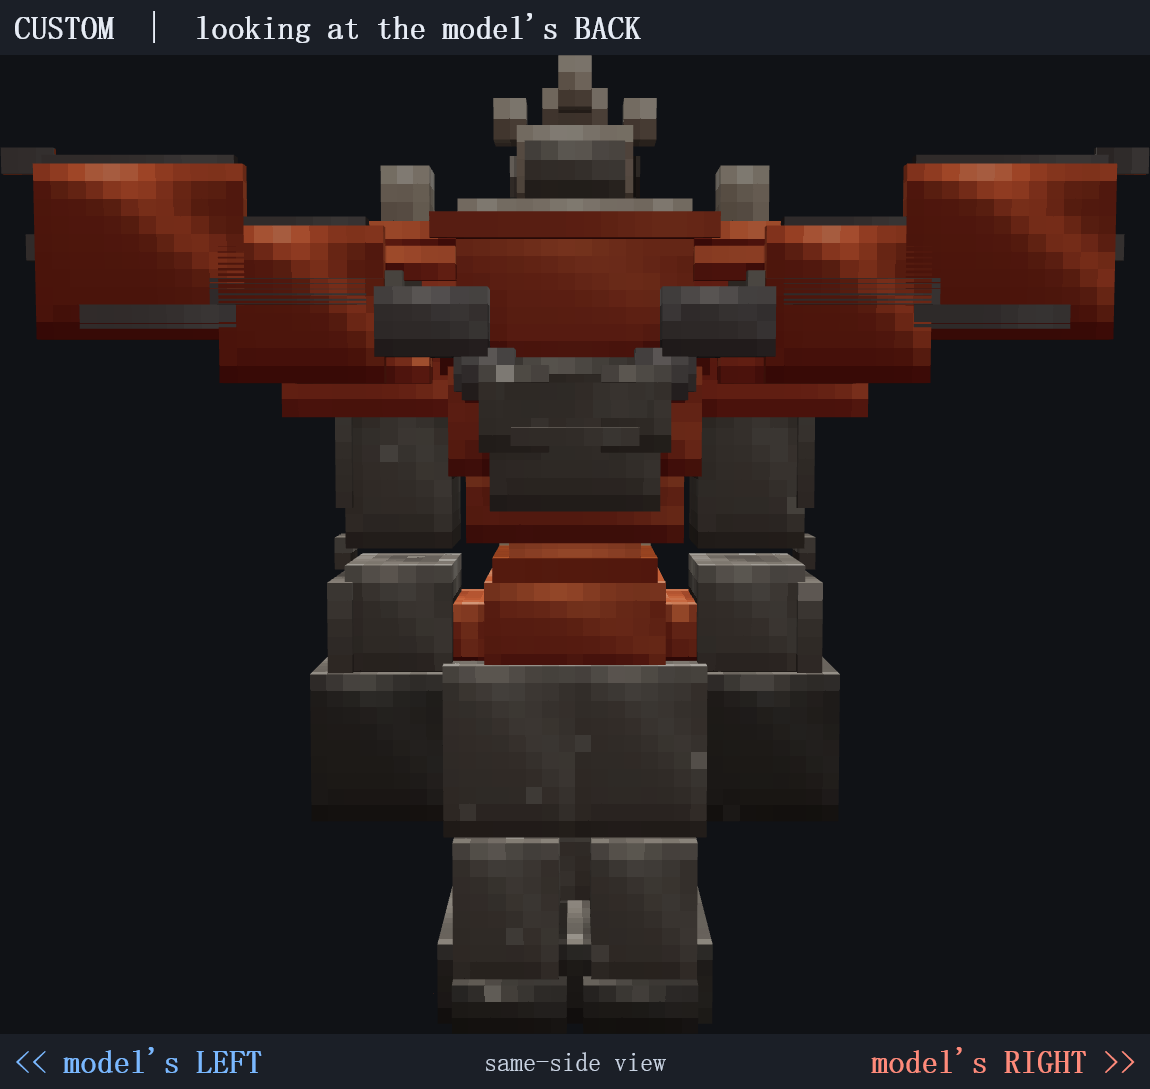 CUSTOM | looking at the model's BACK
<< model's LEFT
same-side view
model's RIGHT >>